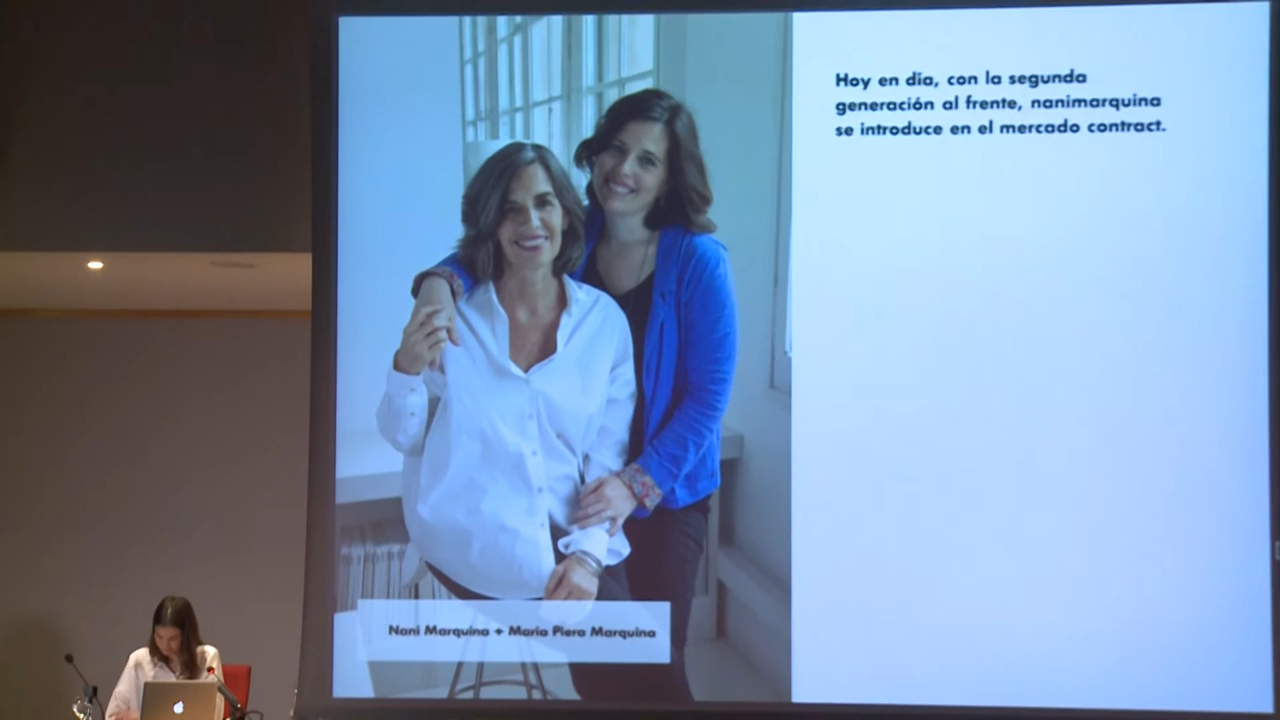 Hoy en día, con la segunda
generación al frente, nanimarquina
se introduce en el mercado contract.
Nani Marquina + Maria Piera Marquina